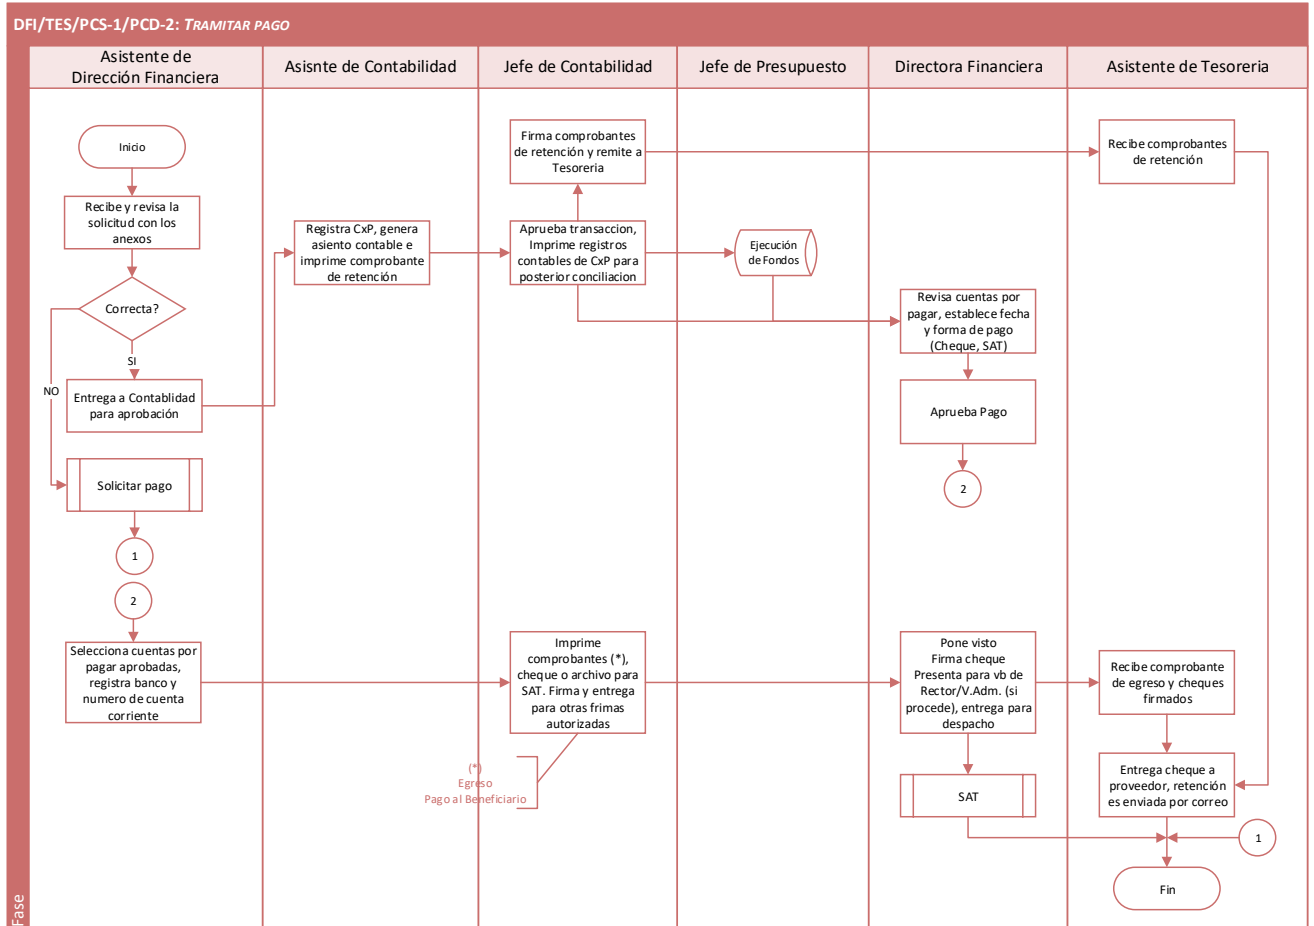 DFI/TES/PCS-1/PCD-2: TRAMITAR PAGO
Asistente de
Dirección Financiera
Asisnte de Contabilidad
Jefe de Contabilidad
Jefe de Presupuesto
Directora Financiera
Asistente de Tesoreria
Inicio
Recibe y revisa la
solicitud con los
anexos
Correcta?
SI
NO
Entrega a Contablidad
para aprobación
Solicitar pago
1
2
Selecciona cuentas por
pagar aprobadas,
registra banco y
numero de cuenta
corriente
Registra CxP, genera
asiento contable e
imprime comprobante
de retención
Firma comprobantes
de retención y remite a
Tesoreria
Aprueba transaccion,
Imprime registros
contables de CxP para
posterior conciliacion
Imprime
comprobantes (*),
cheque o archivo para
SAT. Firma y entrega
para otras frimas
autorizadas
(*)
Egreso
Pago al Beneficiario
Ejecución
de Fondos
Revisa cuentas por
pagar, establece fecha
y forma de pago
(Cheque, SAT)
Aprueba Pago
2
Pone visto
Firma cheque
Presenta para vb de
Rector/V.Adm. (si
procede), entrega para
despacho
SAT
Recibe comprobantes
de retención
Recibe comprobante
de egreso y cheques
firmados
Entrega cheque a
proveedor, retención
es enviada por correo
1
Fin
Fase